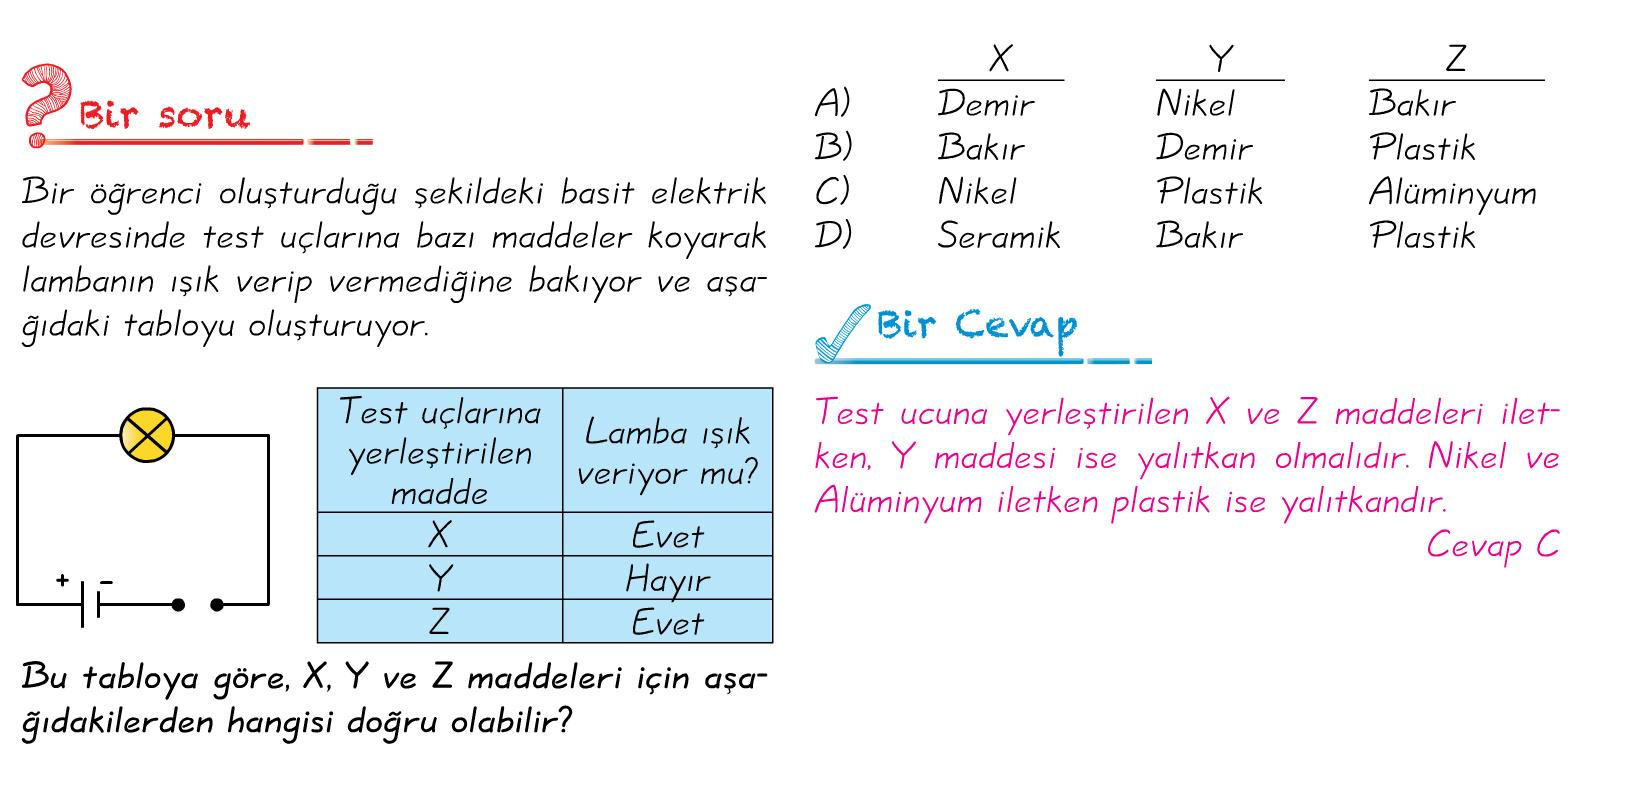 Bir soru
Bir öğrenci oluşturduğu şekildeki basit elektrik
devresinde test uçlarına bazı maddeler koyarak
lambanın ışık verip vermediğine bakıyor ve aşa-
ğıdaki tabloyu oluşturuyor.
+ −
Test uçlarına
yerleştirilen
madde
Lamba ışık
veriyor mu?
X Evet
Y Hayır
Z Evet
Bu tabloya göre, X, Y ve Z maddeleri için aşa-
ğıdakilerden hangisi doğru olabilir?
X Y Z
A) Demir Nikel Bakır
B) Bakır Demir Plastik
C) Nikel Plastik Alüminyum
D) Seramik Bakır Plastik
Bir Cevap
Test ucuna yerleştirilen X ve Z maddeleri ilet-
ken, Y maddesi ise yalıtkan olmalıdır. Nikel ve
Alüminyum iletken plastik ise yalıtkandır.
Cevap C